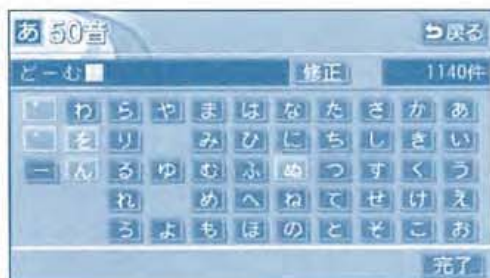 あ 50音 戻る
どーむ 修正 1140件
゛ わ ら や ま は な た さ か あ
゜ を り み ひ に ち し き い
ー ん る ゆ む ふ ぬ つ す く う
れ め へ ね て せ け え
ろ よ も ほ の と そ こ お
完了